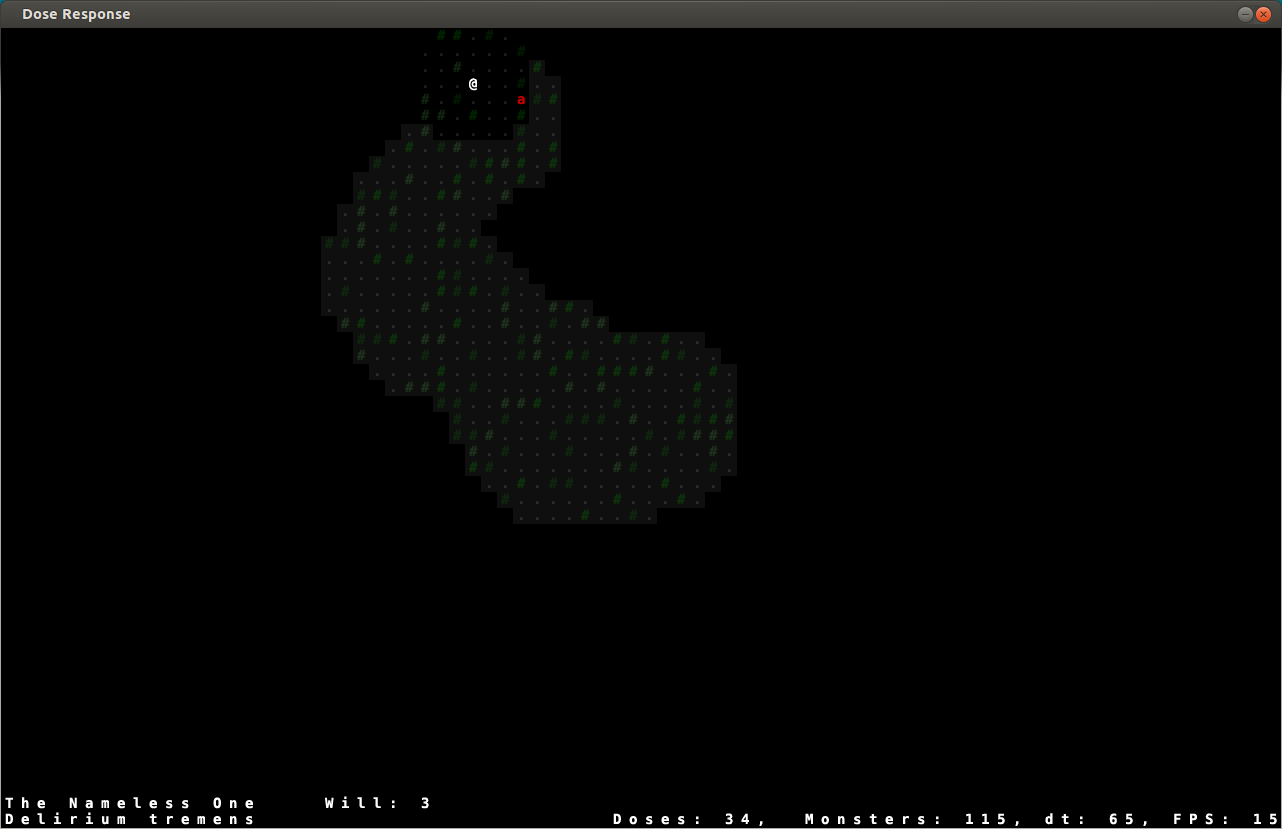 Dose Response
The Nameless One Will: 3
Delirium tremens Doses: 34, Monsters: 115, dt: 65, FPS: 15